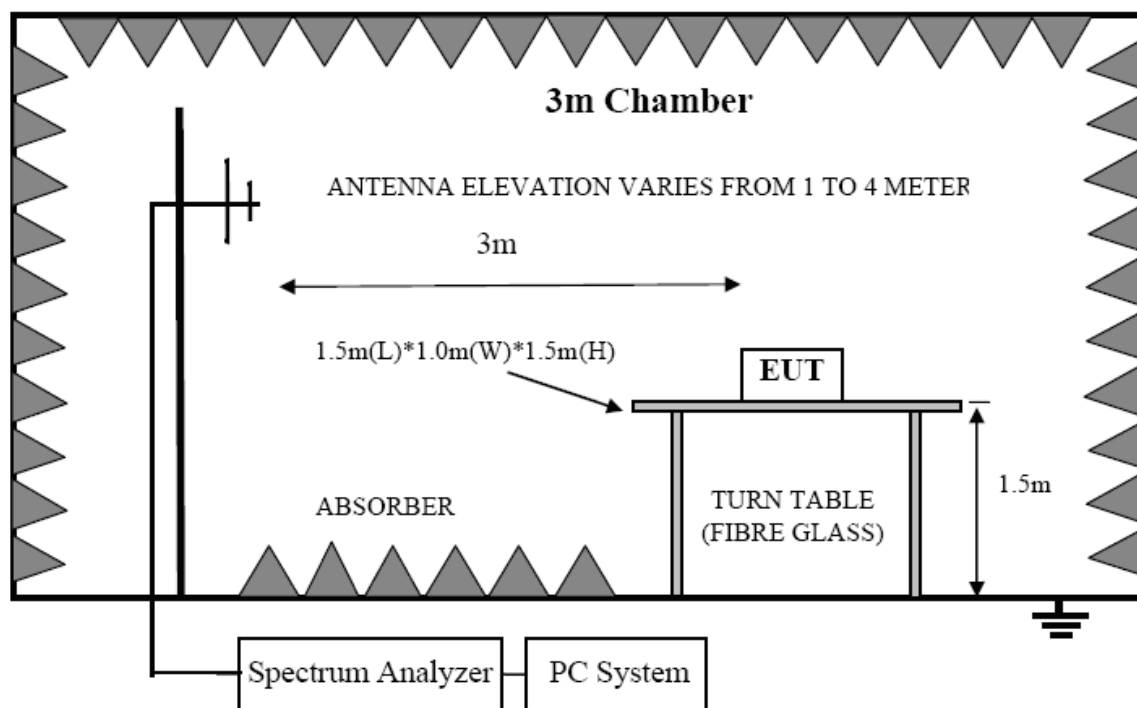 3m Chamber
ANTENNA ELEVATION VARIES FROM 1 TO 4 METER
3m
1.5m(L)*1.0m(W)*1.5m(H)
EUT
1.5m
ABSORBER
TURN TABLE
(FIBRE GLASS)
Spectrum Analyzer
PC System